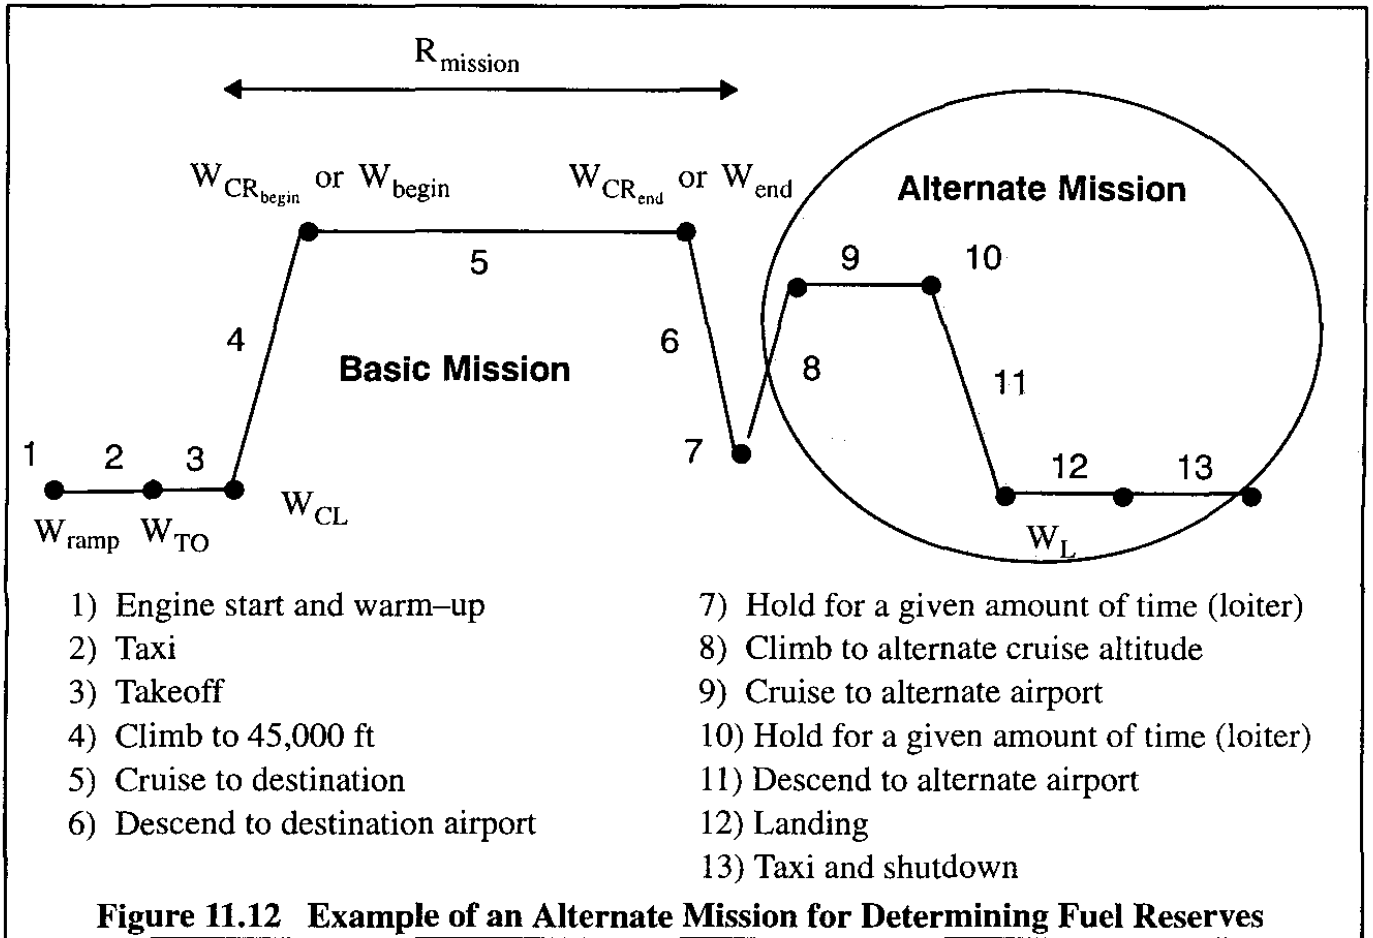 R_mission
W_CR_begin or W_begin
W_CR_end or W_end
Alternate Mission
9
10
5
4
6
Basic Mission
8
11
1
2
3
7
12
13
W_ramp
W_TO
W_CL
W_L
1) Engine start and warm–up
2) Taxi
3) Takeoff
4) Climb to 45,000 ft
5) Cruise to destination
6) Descend to destination airport
7) Hold for a given amount of time (loiter)
8) Climb to alternate cruise altitude
9) Cruise to alternate airport
10) Hold for a given amount of time (loiter)
11) Descend to alternate airport
12) Landing
13) Taxi and shutdown
Figure 11.12 Example of an Alternate Mission for Determining Fuel Reserves